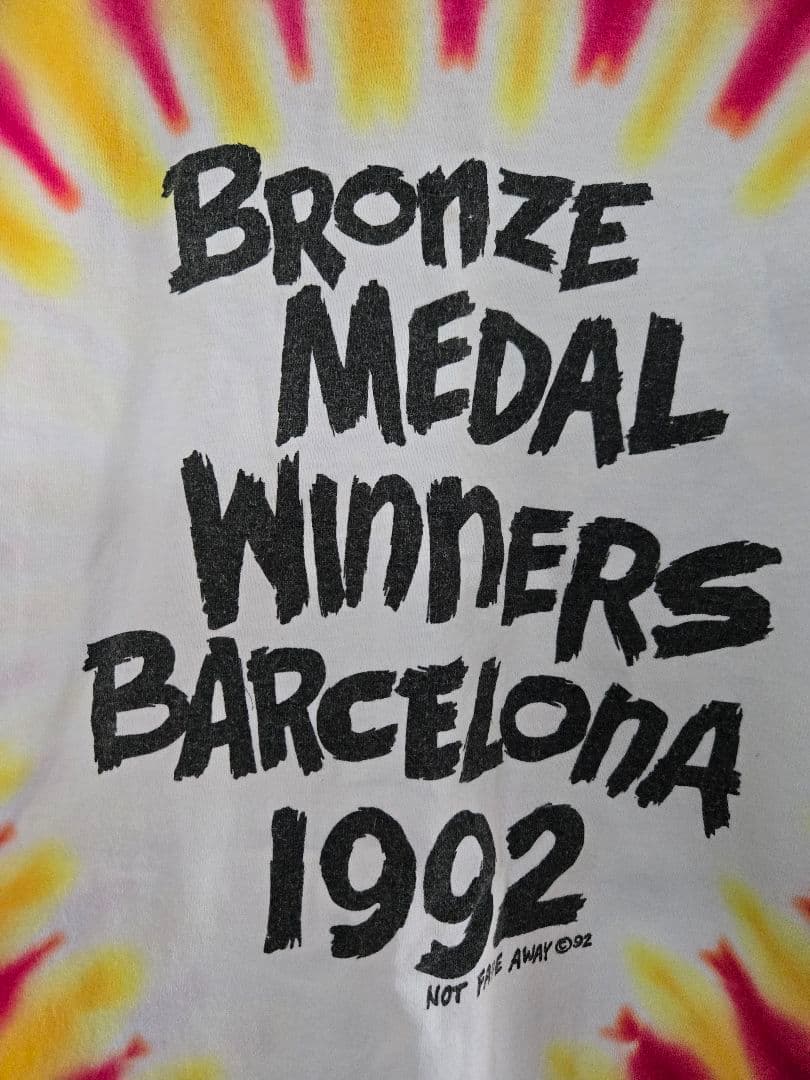 BRonZE
MEDAL
WInnERS
BARCELOnA
1992
NOT FADE AWAY ©92